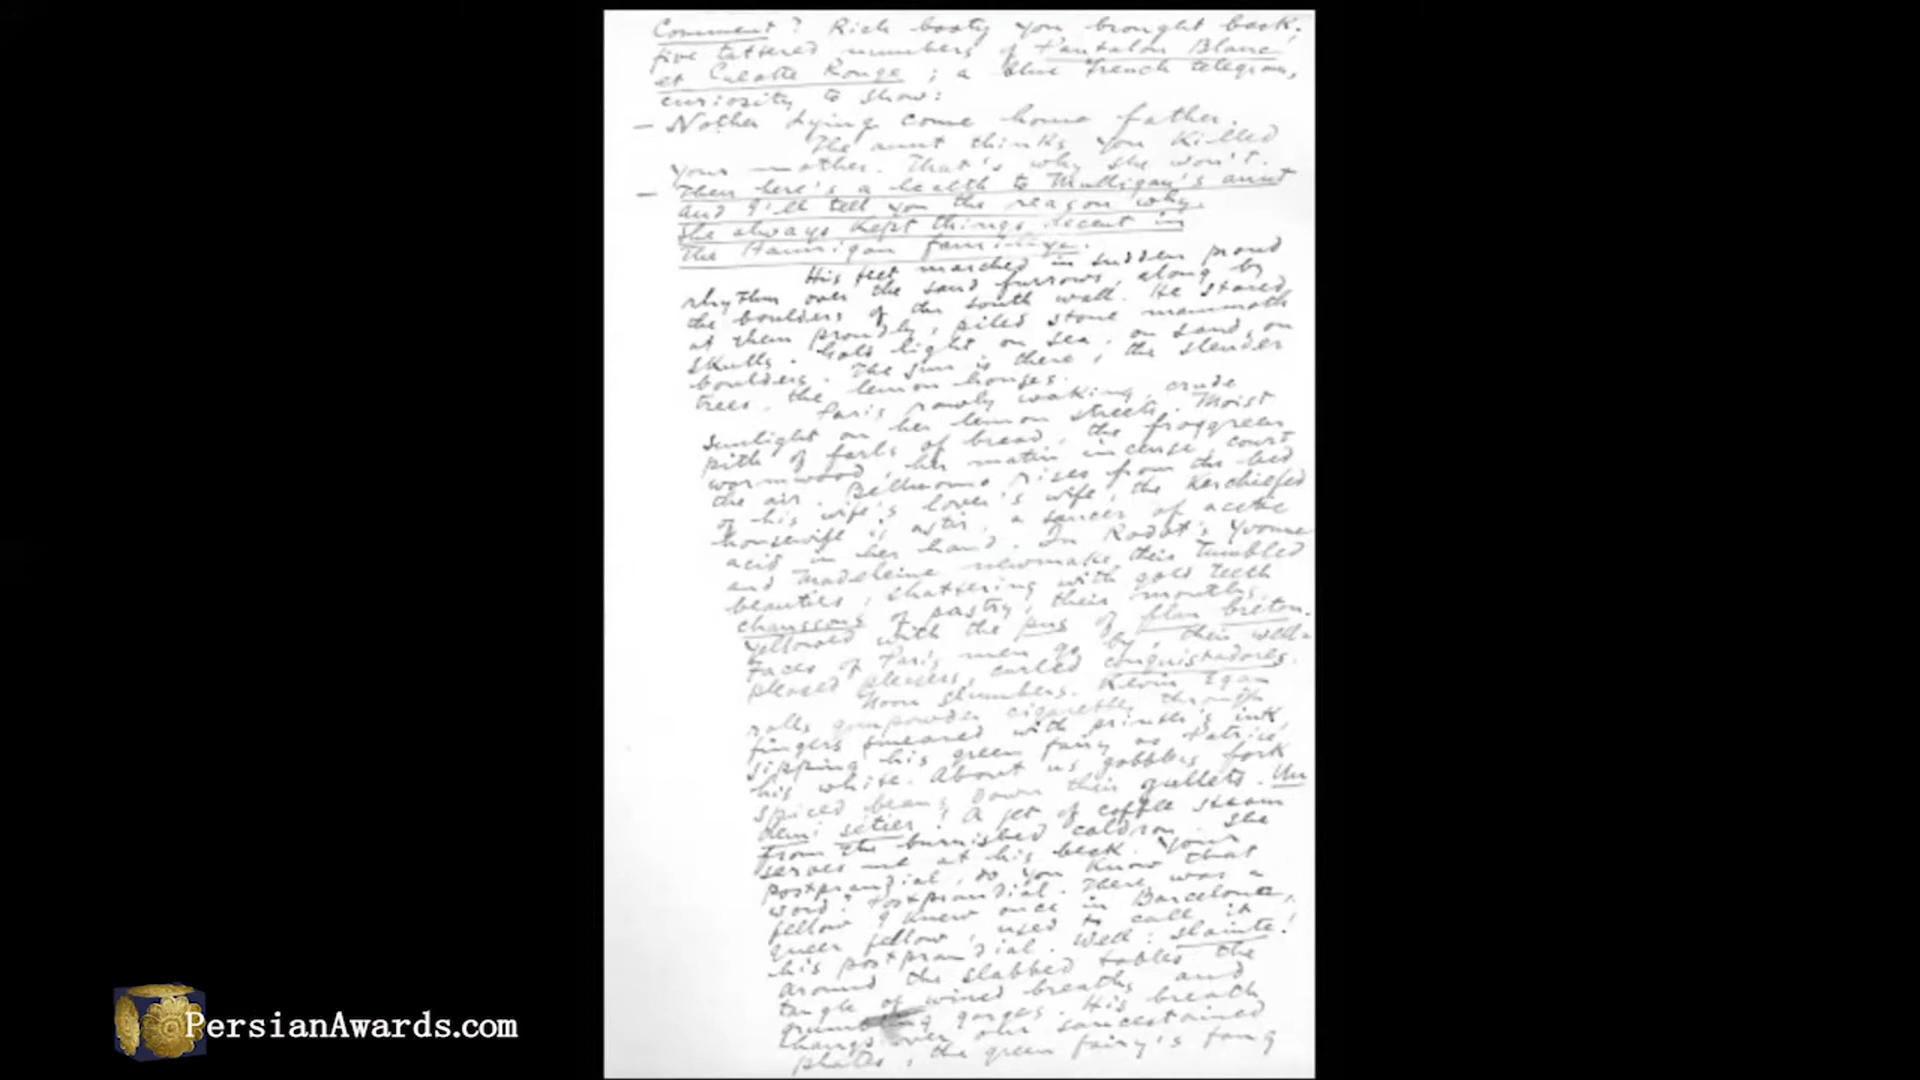 Comment? Rich booty you brought back;
five tattered numbers of Pantalon Blanc
et Culotte Rouge; a blue French telegram,
curiosity to show:
— Nother dying come home father.
The aunt thinks you killed
your mother. That's why she won't.
— Then here's a health to Mulligan's aunt
and I'll tell you the reason why.
She always kept things decent in
The Hannigan famileye.
His feet marched in sudden proud
rhythm over the sand furrows, along by
the boulders of the south wall. He stared
at them proudly, piled stone mammoth
skulls. Gold light on sea, on sand, on
boulders. The sun is there, the slender
trees, the lemon houses.
Paris rawly waking, crude
sunlight on her lemon streets. Moist
pith of farls of bread, the froggreen
wormwood, her matin incense, court
the air. Belluomo rises from the bed
of his wife's lover's wife, the kerchiefed
housewife is astir, a saucer of acetic
acid in her hand. In Rodot's Yvonne
and Madeleine newmake their tumbled
beauties, shattering with gold teeth
chaussons of pastry, their mouths
yellowed with the pus of flan breton.
Faces of Paris men go by, their well-
pleased pleasers, curled conquistadores.
Noon slumbers. Kevin Egan
rolls gunpowder cigarettes through
fingers smeared with printer's ink,
sipping his green fairy as Patrice
his white. About us gobblers fork
spiced beans down their gullets. Un
demi setier! A jet of coffee steam
from the burnished caldron. She
serves me at his beck.
postprandial, do you know that
word? Postprandial. There was a
fellow I knew once in Barcelona,
queer fellow, used to call it
his postprandial. Well: slainte!
Around the slabbed tables the
tangle of wined breaths and
grumbling gorges. His breath
hangs over our saucestained
plates, the green fairy's fang
PersianAwards.com